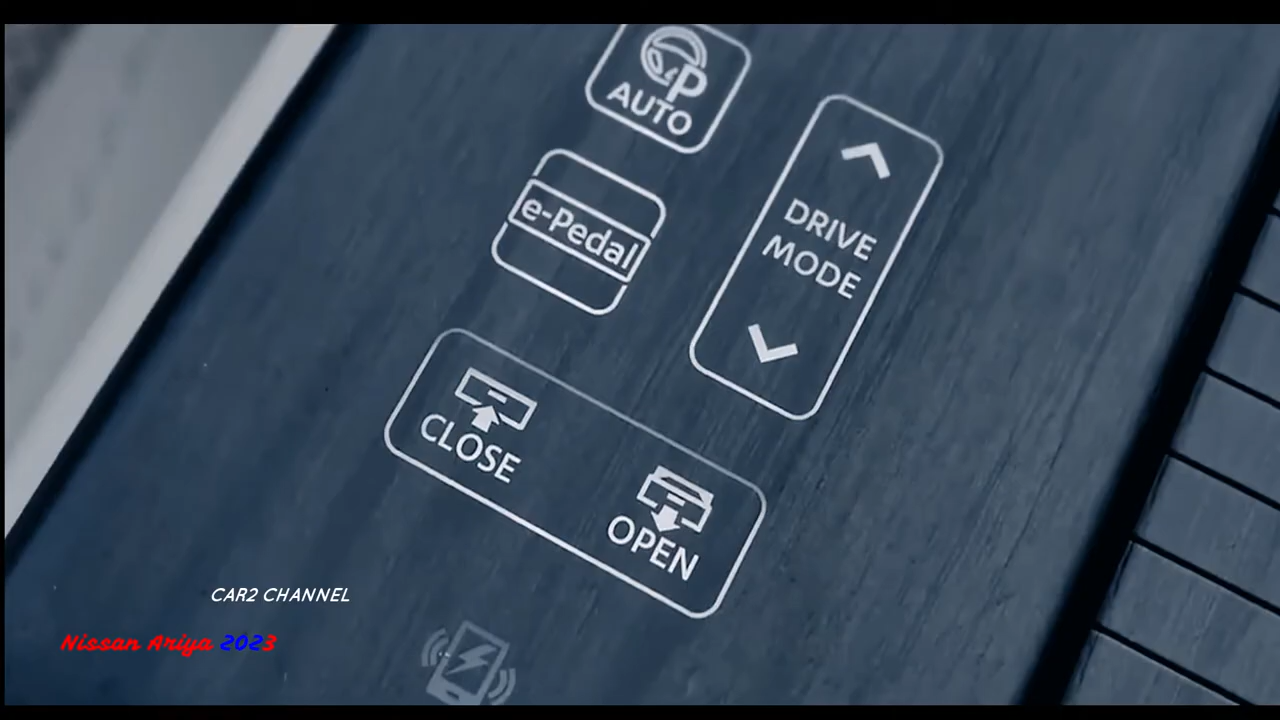 P
AUTO
e-Pedal
DRIVE
MODE
CLOSE
OPEN
CAR2 CHANNEL
Nissan Ariya 2023